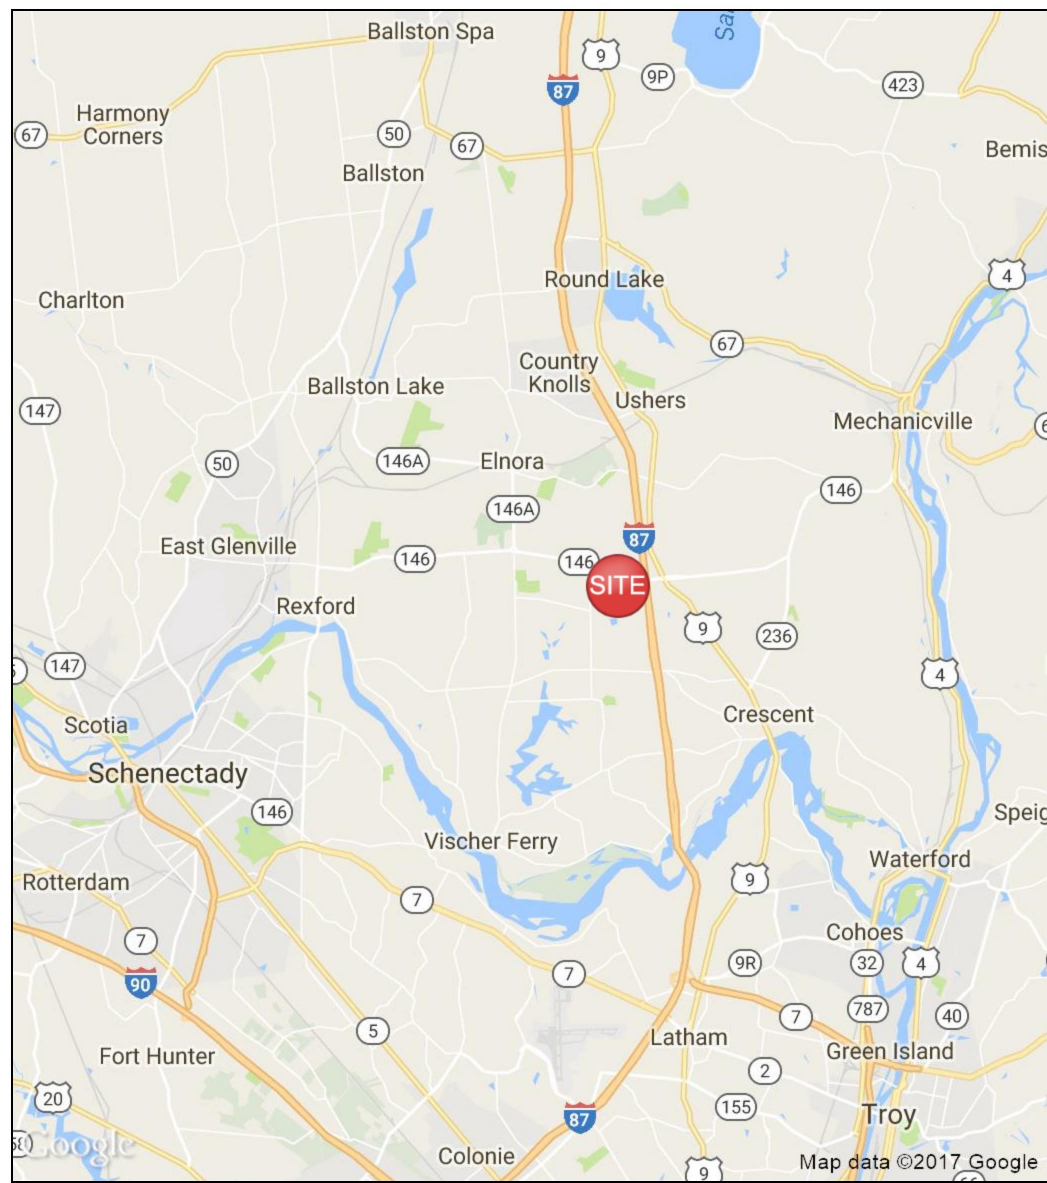 Ballston Spa
Sa
9
9P
87
423
Harmony
Corners
67
50
67
Bemis
Ballston
4
Round Lake
Charlton
67
Country
Knolls
Ballston Lake
Ushers
147
Mechanicville
6
50
146A
Elnora
146
146A
87
East Glenville
146
146
SITE
Rexford
9
236
147
5
4
Scotia
Crescent
Schenectady
146
Speig
Vischer Ferry
Waterford
Rotterdam
9
7
Cohoes
7
9R
32
4
7
90
787
40
7
5
Latham
Green Island
Fort Hunter
2
20
155
Troy
87
Google
Colonie
9
Map data ©2017 Google